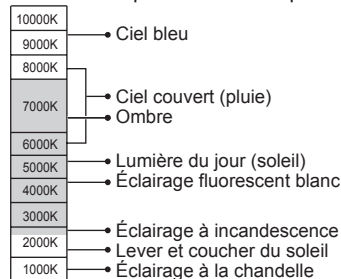 10000K
9000K
Ciel bleu
8000K
7000K
Ciel couvert (pluie)
Ombre
6000K
5000K
Lumière du jour (soleil)
4000K
Éclairage fluorescent blanc
3000K
Éclairage à incandescence
2000K
Lever et coucher du soleil
1000K
Éclairage à la chandelle